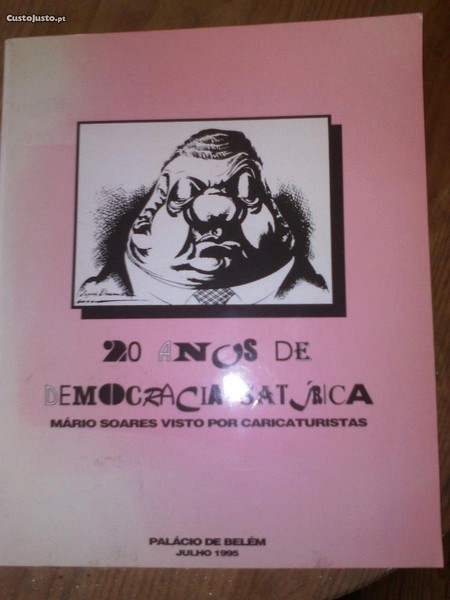 CustoJusto.pt
20 ANOS DE
DEMOCRACIA SATÍRICA
MÁRIO SOARES VISTO POR CARICATURISTAS
PALÁCIO DE BELÉM
JULHO 1995